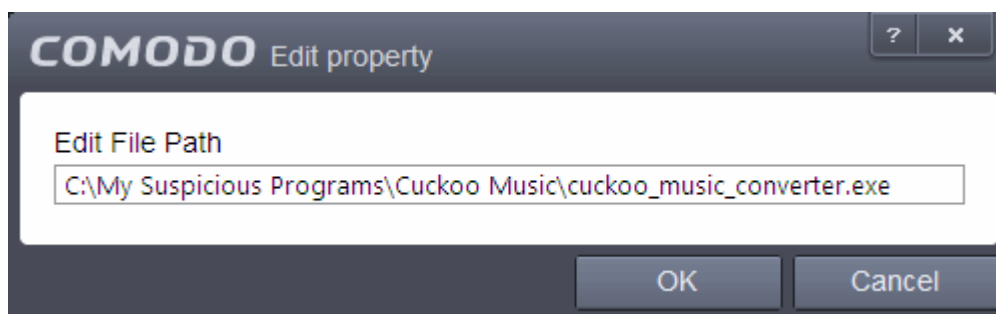 COMODO Edit property ? ×
Edit File Path
C:\My Suspicious Programs\Cuckoo Music\cuckoo_music_converter.exe
OK Cancel